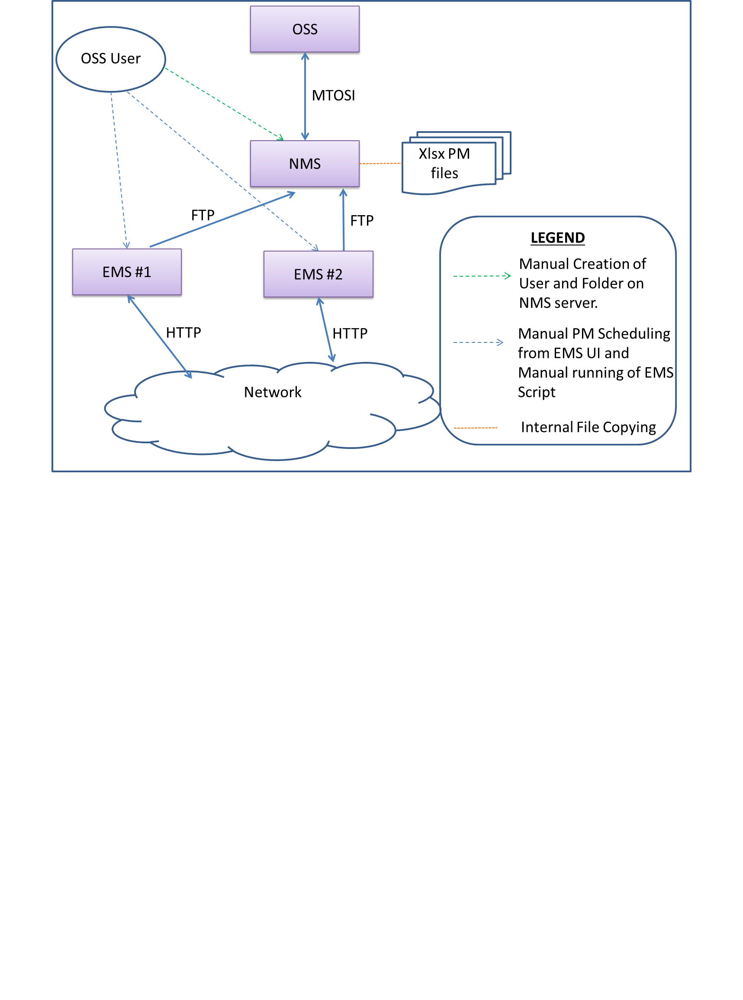 OSS
OSS User
MTOSI
NMS
Xlsx PM
files
FTP
FTP
EMS #1
EMS #2
HTTP
HTTP
Network
LEGEND
Manual Creation of
User and Folder on
NMS server.
Manual PM Scheduling
from EMS UI and
Manual running of EMS
Script
Internal File Copying